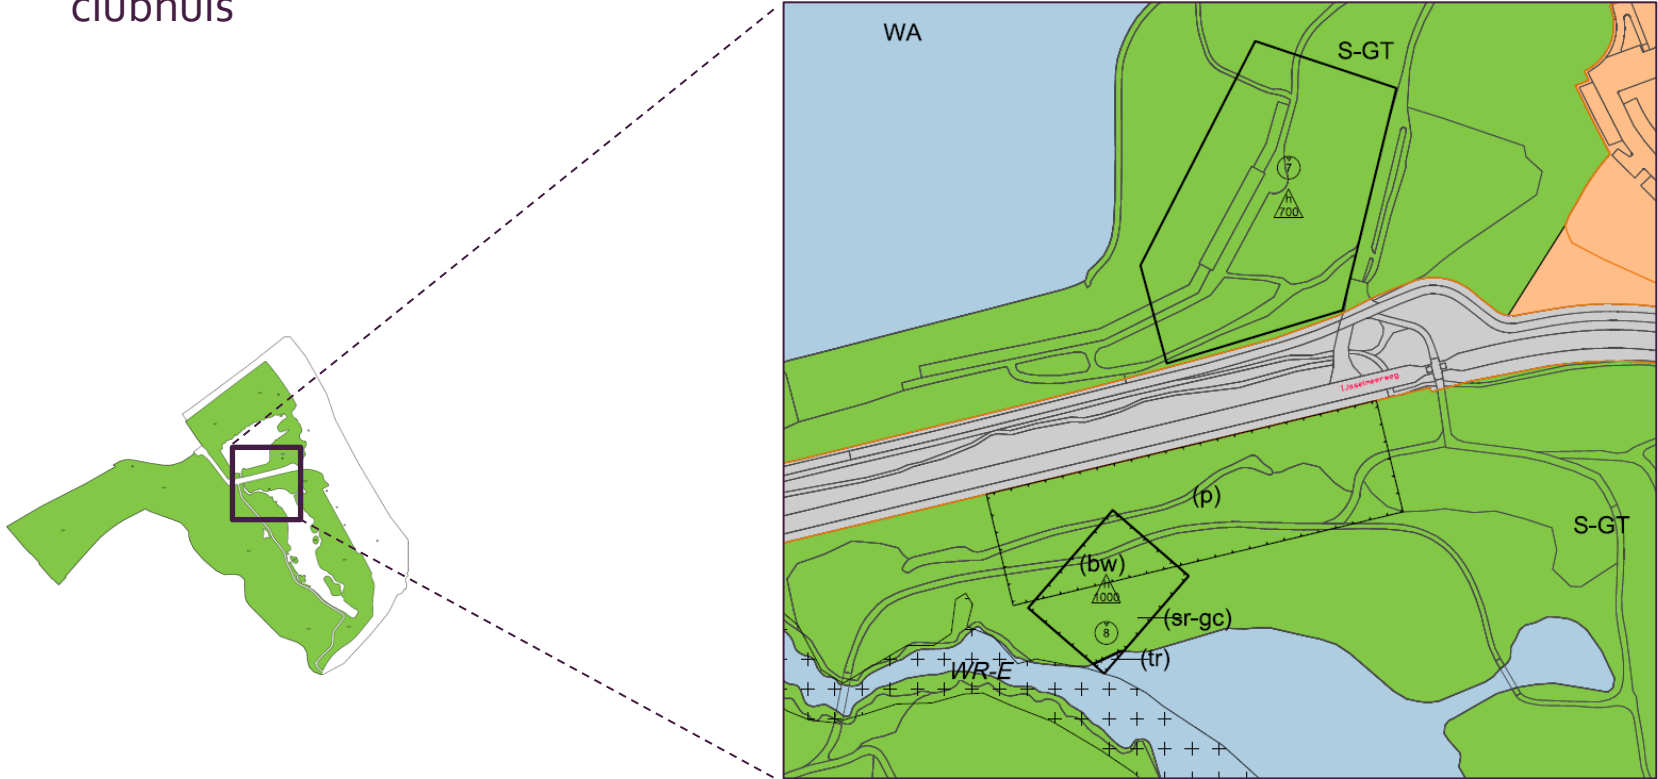 clubhuis
WA
S-GT
v
7
h
700
IJsselmeerweg
(p)
S-GT
(bw)
h
1000
(sr-gc)
v
8
(tr)
WR-E